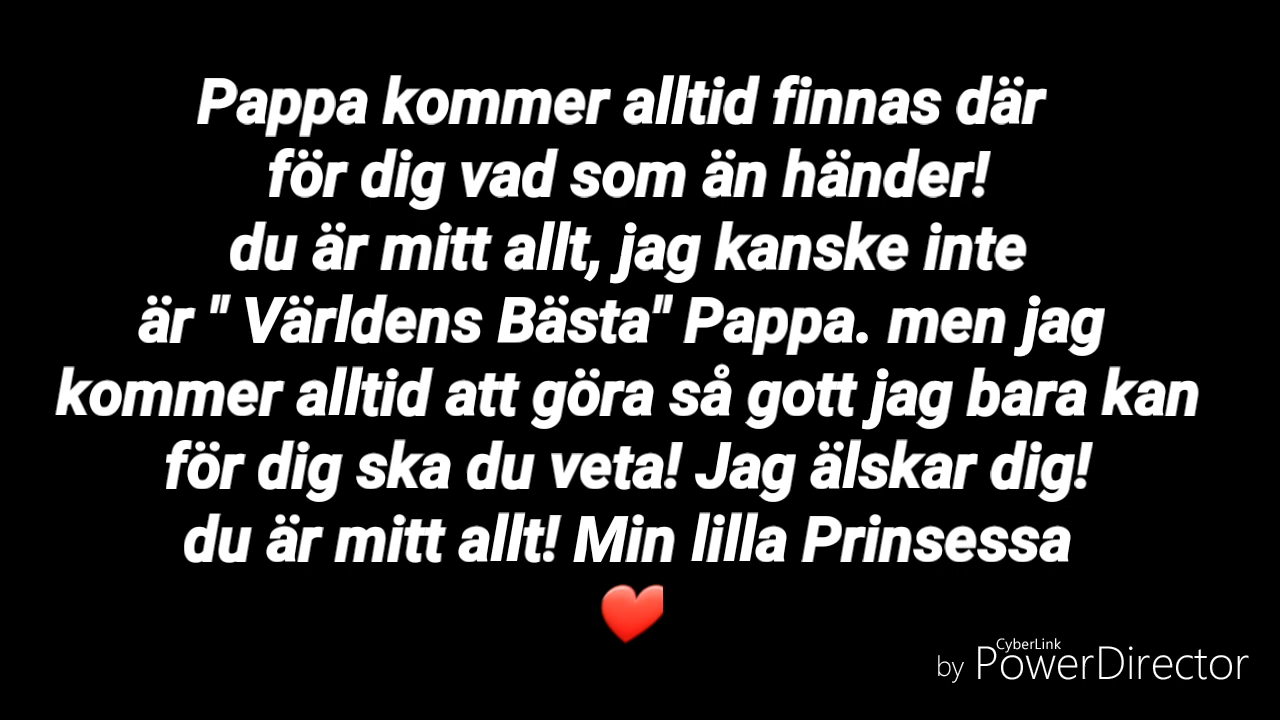 Pappa kommer alltid finnas där
för dig vad som än händer!
du är mitt allt, jag kanske inte
är " Världens Bästa" Pappa. men jag
kommer alltid att göra så gott jag bara kan
för dig ska du veta! Jag älskar dig!
du är mitt allt! Min lilla Prinsessa
❤️
CyberLink
by PowerDirector